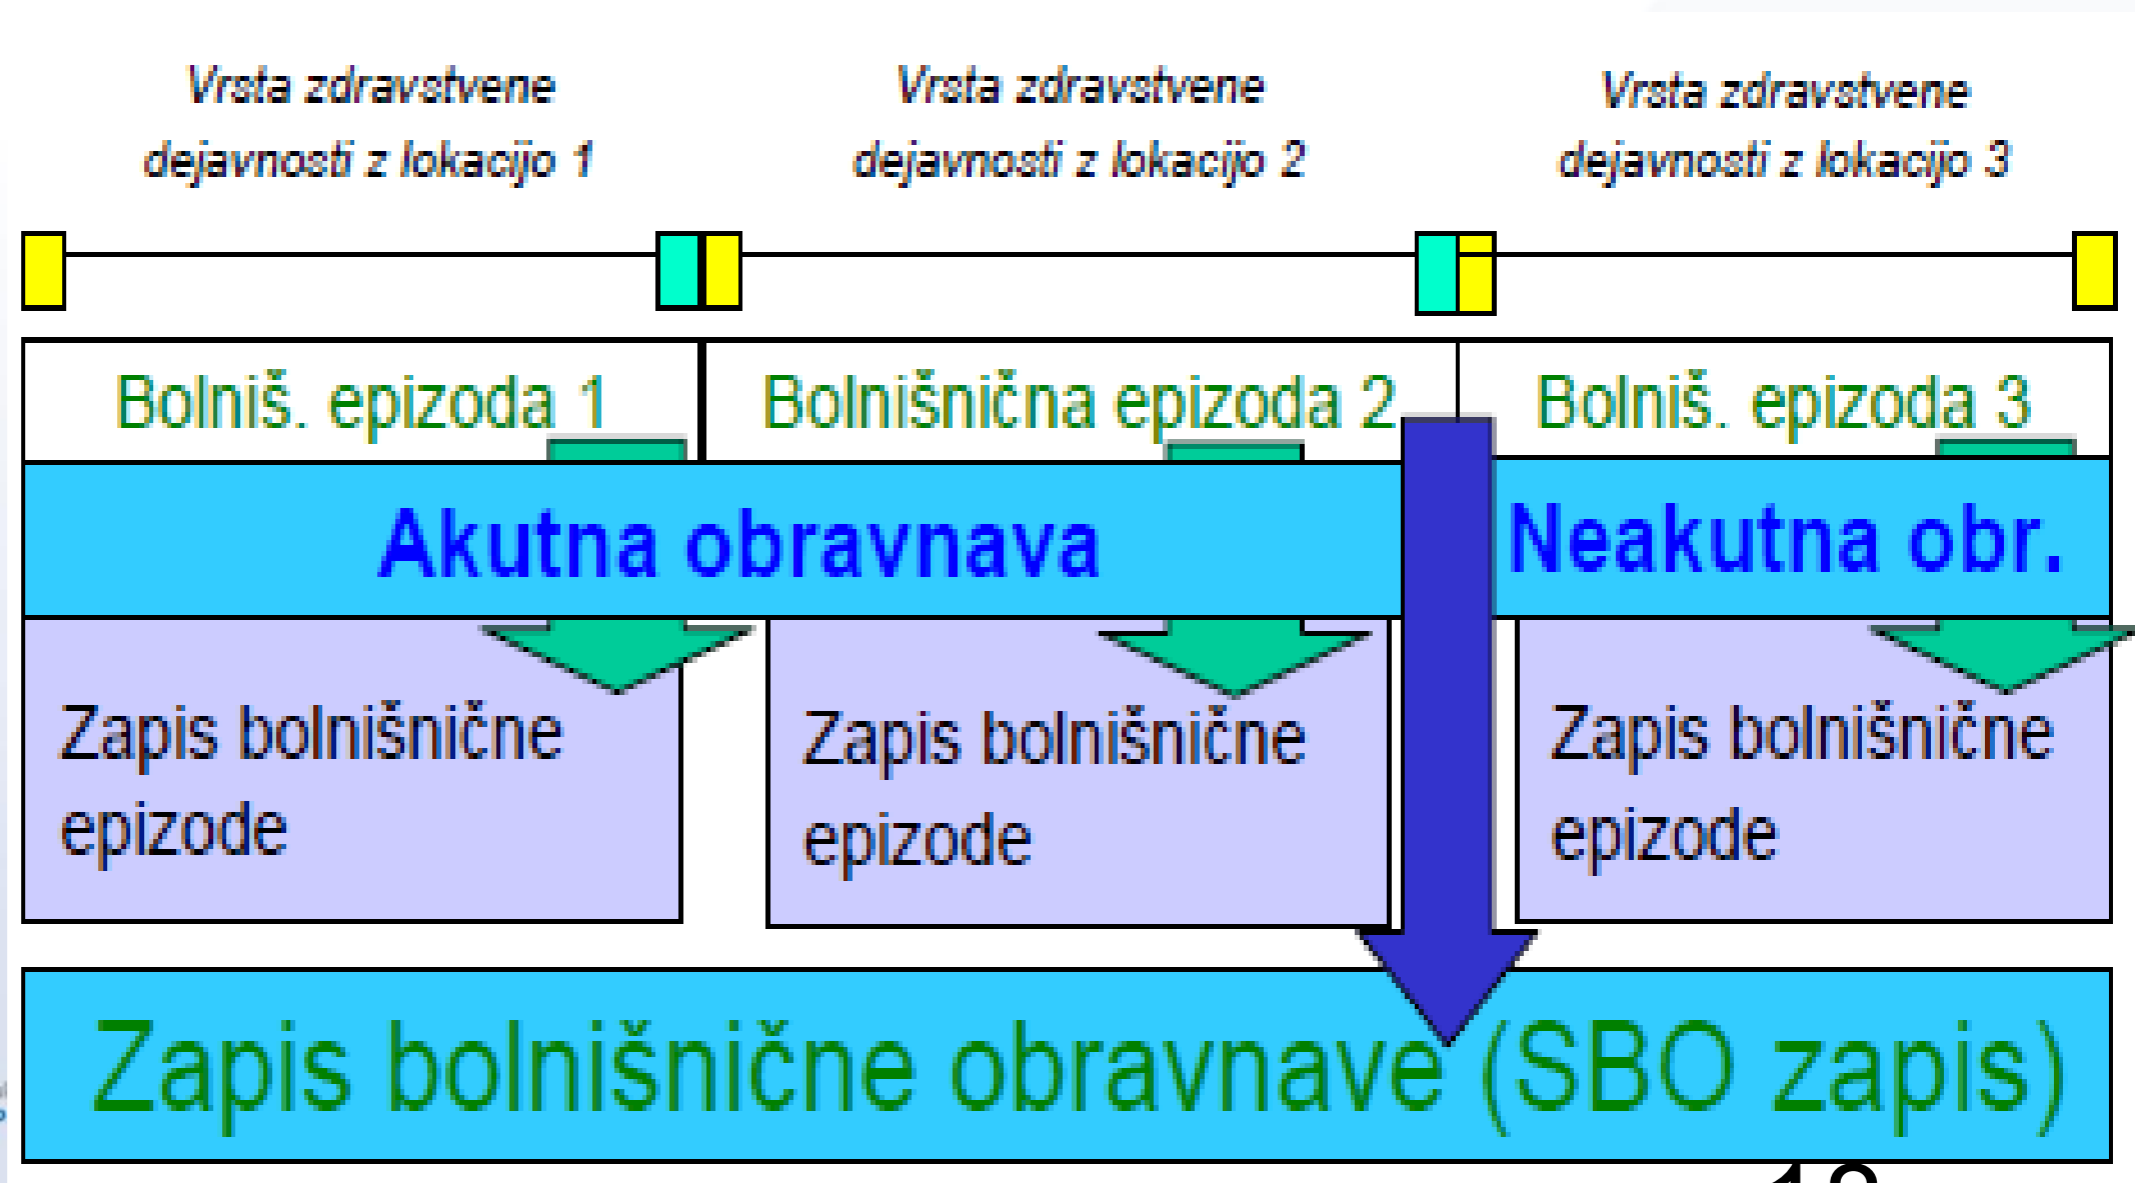 Vrsta zdravstvene
dejavnosti z lokacijo 1
Vrsta zdravstvene
dejavnosti z lokacijo 2
Vrsta zdravstvene
dejavnosti z lokacijo 3
Bolniš. epizoda 1
Bolnišnična epizoda 2
Bolniš. epizoda 3
Akutna obravnava
Neakutna obr.
Zapis bolnišnične
epizode
Zapis bolnišnične
epizode
Zapis bolnišnične
epizode
Zapis bolnišnične obravnave (SBO zapis)